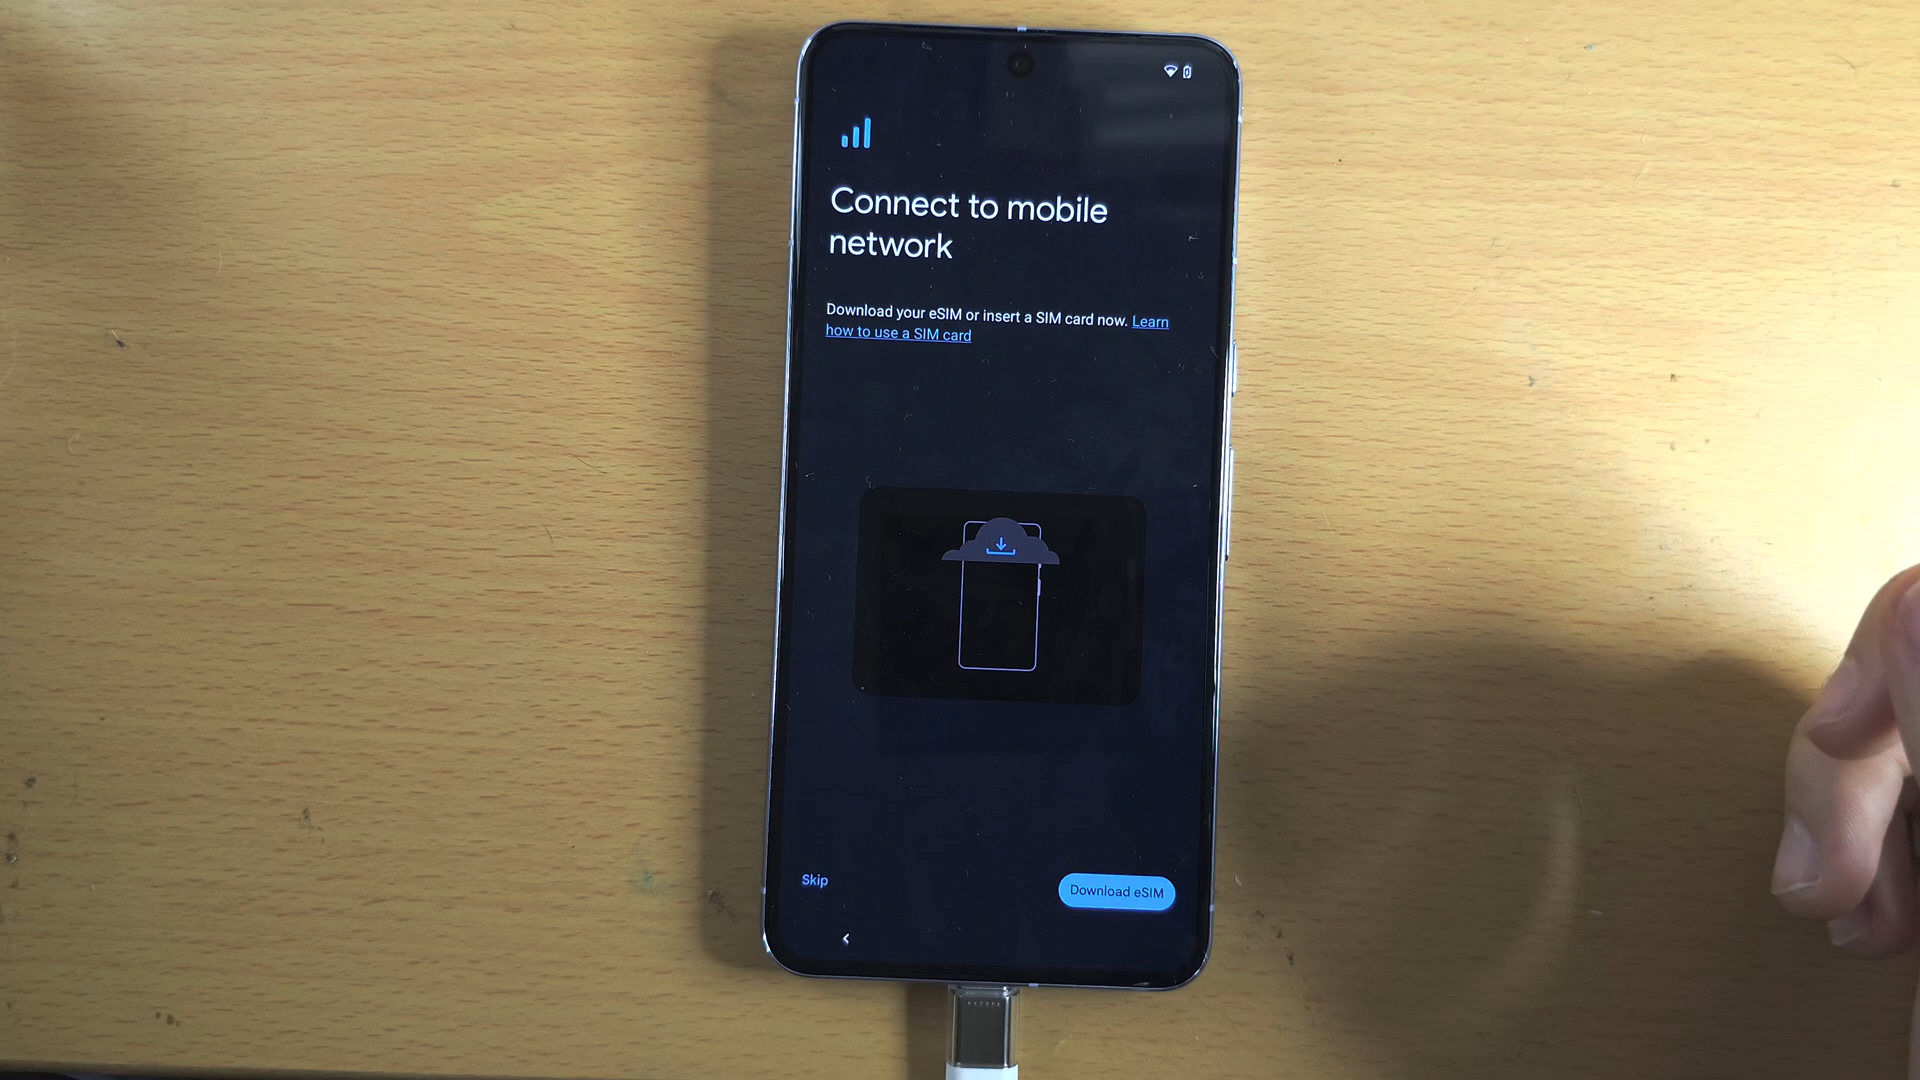 Connect to mobile
network
Download your eSIM or insert a SIM card now. Learn
how to use a SIM card
Skip
Download eSIM